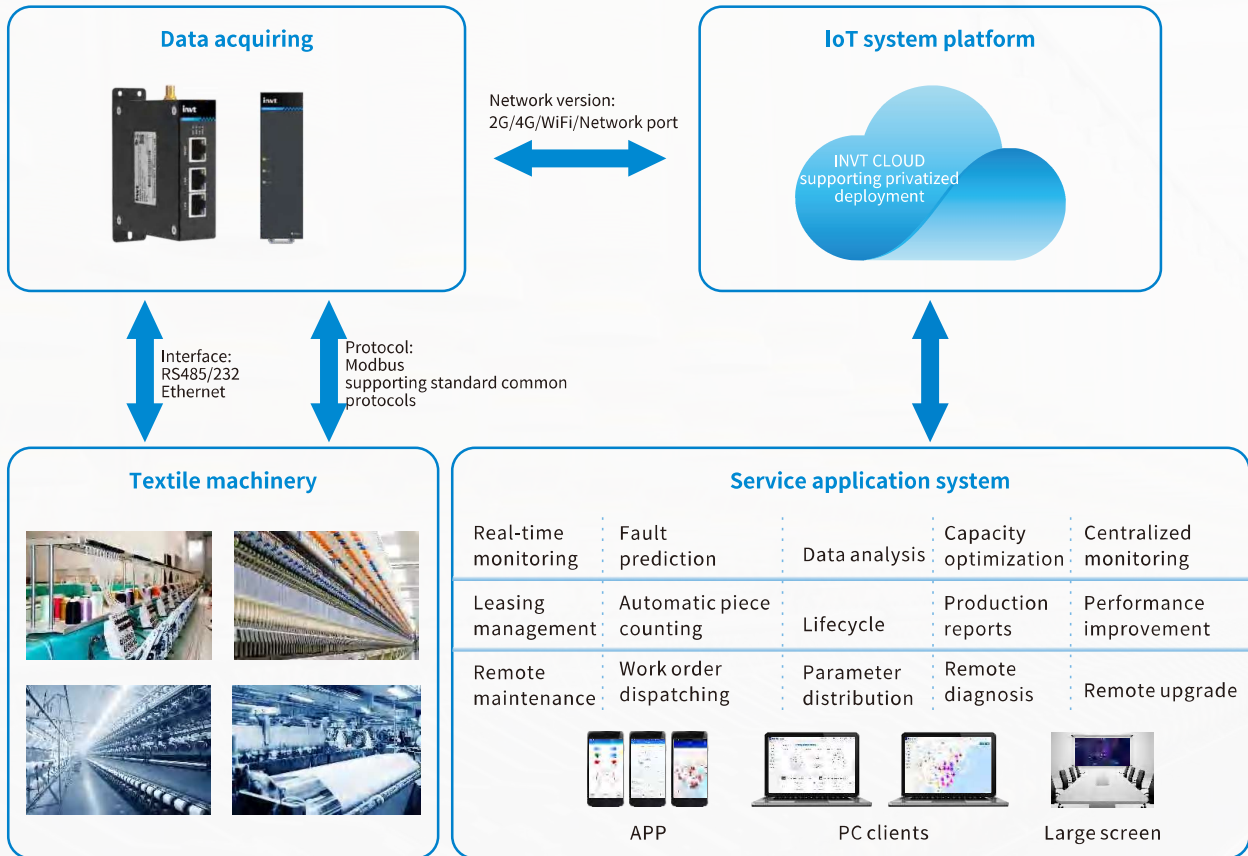 Data acquiring
invt
invt
Network version:
2G/4G/WiFi/Network port
IoT system platform
INVT CLOUD
supporting privatized
deployment
Interface:
RS485/232
Ethernet
Protocol:
Modbus
supporting standard common
protocols
Textile machinery
Service application system
Real-time
monitoring
Fault
prediction
Data analysis
Capacity
optimization
Centralized
monitoring
Leasing
management
Automatic piece
counting
Lifecycle
Production
reports
Performance
improvement
Remote
maintenance
Work order
dispatching
Parameter
distribution
Remote
diagnosis
Remote upgrade
APP
PC clients
Large screen